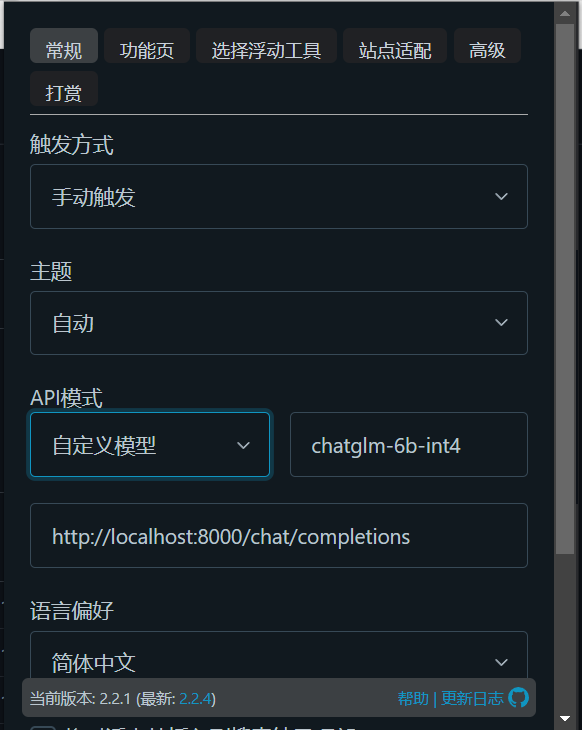 常规 功能页 选择浮动工具 站点适配 高级
打赏
触发方式
手动触发
主题
自动
API模式
自定义模型 chatglm-6b-int4
http://localhost:8000/chat/completions
语言偏好
简体中文
当前版本: 2.2.1 (最新: 2.2.4) 帮助 | 更新日志